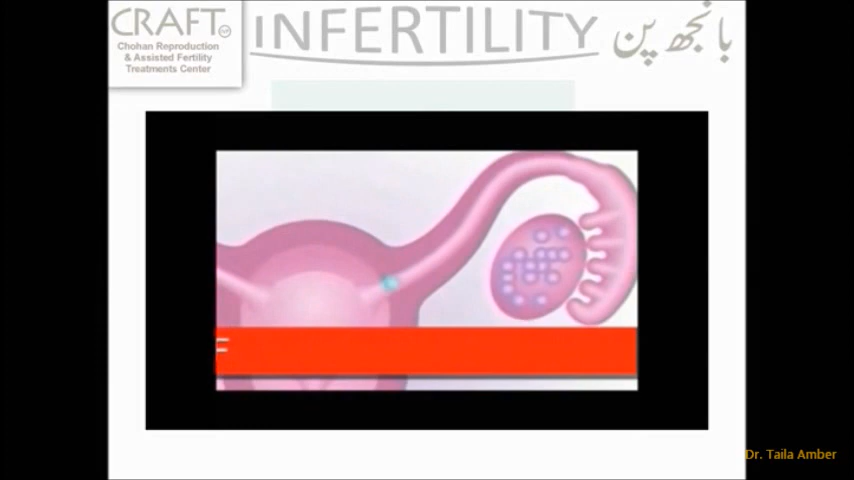 CRAFT
Chohan Reproduction
& Assisted Fertility
Treatments Center
INFERTILITY بانجھ پن
Dr. Taila Amber